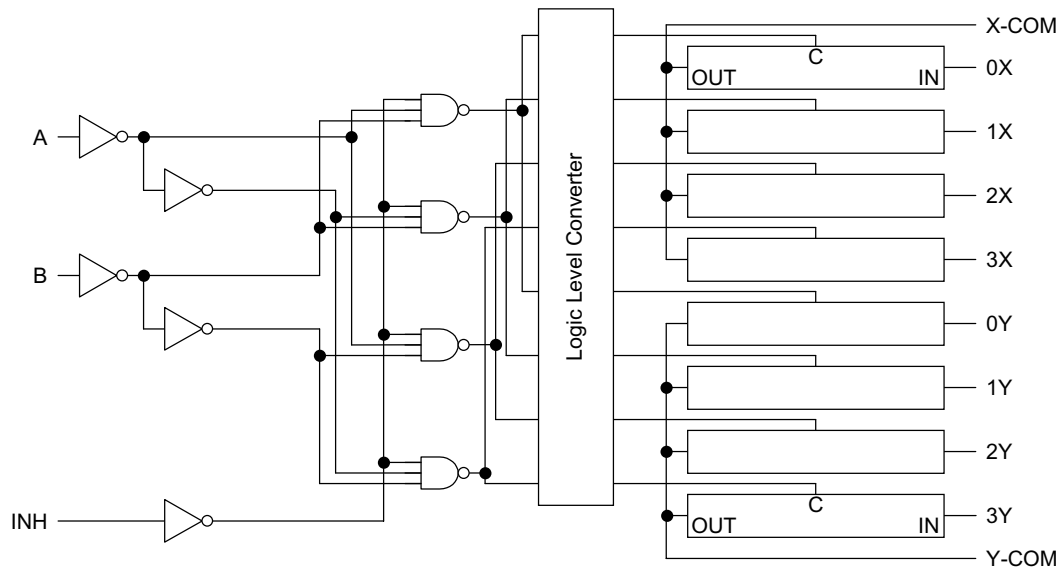 X-COM
C
OUT IN
0X
A
1X
2X
Logic Level Converter
3X
B
0Y
1Y
2Y
C
OUT IN
3Y
INH
Y-COM